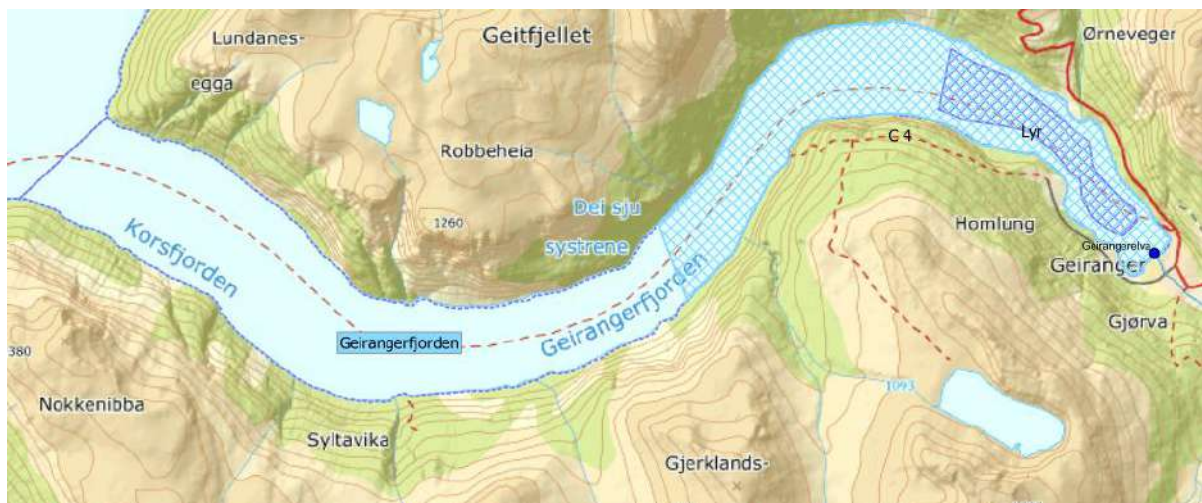 Lundanes-
egga
Geitfjellet
Ørneveger
Lyr
C 4
Robbeheia
Dei sju
systrene
1260
Homlung
Geirangerelva
Geiranger
Korsfjorden
Geirangerfjorden
Geirangerfjorden
Gjørva
380
1093
Nokkenibba
Syltavika
Gjerklands-